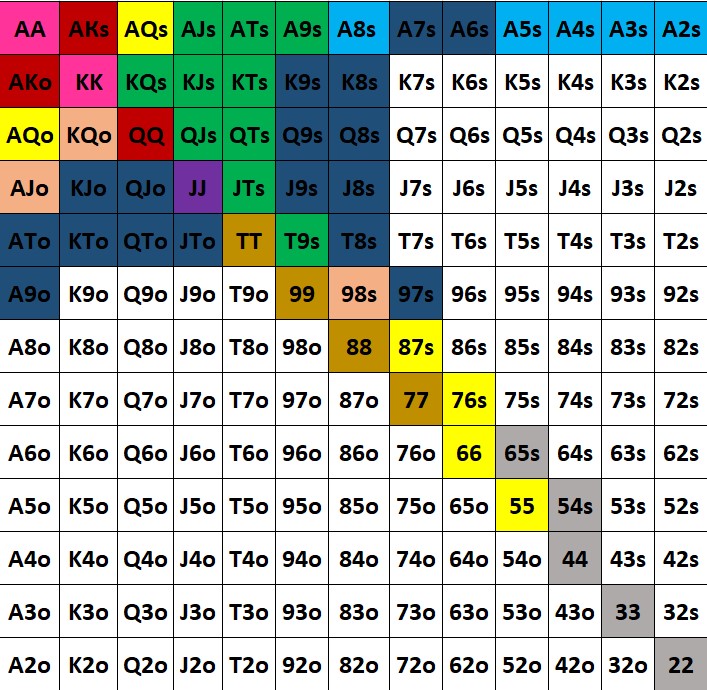 AA AKs AQs AJs ATs A9s A8s A7s A6s A5s A4s A3s A2s
AKo KK KQs KJs KTs K9s K8s K7s K6s K5s K4s K3s K2s
AQo KQo QQ QJs QTs Q9s Q8s Q7s Q6s Q5s Q4s Q3s Q2s
AJo KJo QJo JJ JTs J9s J8s J7s J6s J5s J4s J3s J2s
ATo KTo QTo JTo TT T9s T8s T7s T6s T5s T4s T3s T2s
A9o K9o Q9o J9o T9o 99 98s 97s 96s 95s 94s 93s 92s
A8o K8o Q8o J8o T8o 98o 88 87s 86s 85s 84s 83s 82s
A7o K7o Q7o J7o T7o 97o 87o 77 76s 75s 74s 73s 72s
A6o K6o Q6o J6o T6o 96o 86o 76o 66 65s 64s 63s 62s
A5o K5o Q5o J5o T5o 95o 85o 75o 65o 55 54s 53s 52s
A4o K4o Q4o J4o T4o 94o 84o 74o 64o 54o 44 43s 42s
A3o K3o Q3o J3o T3o 93o 83o 73o 63o 53o 43o 33 32s
A2o K2o Q2o J2o T2o 92o 82o 72o 62o 52o 42o 32o 22